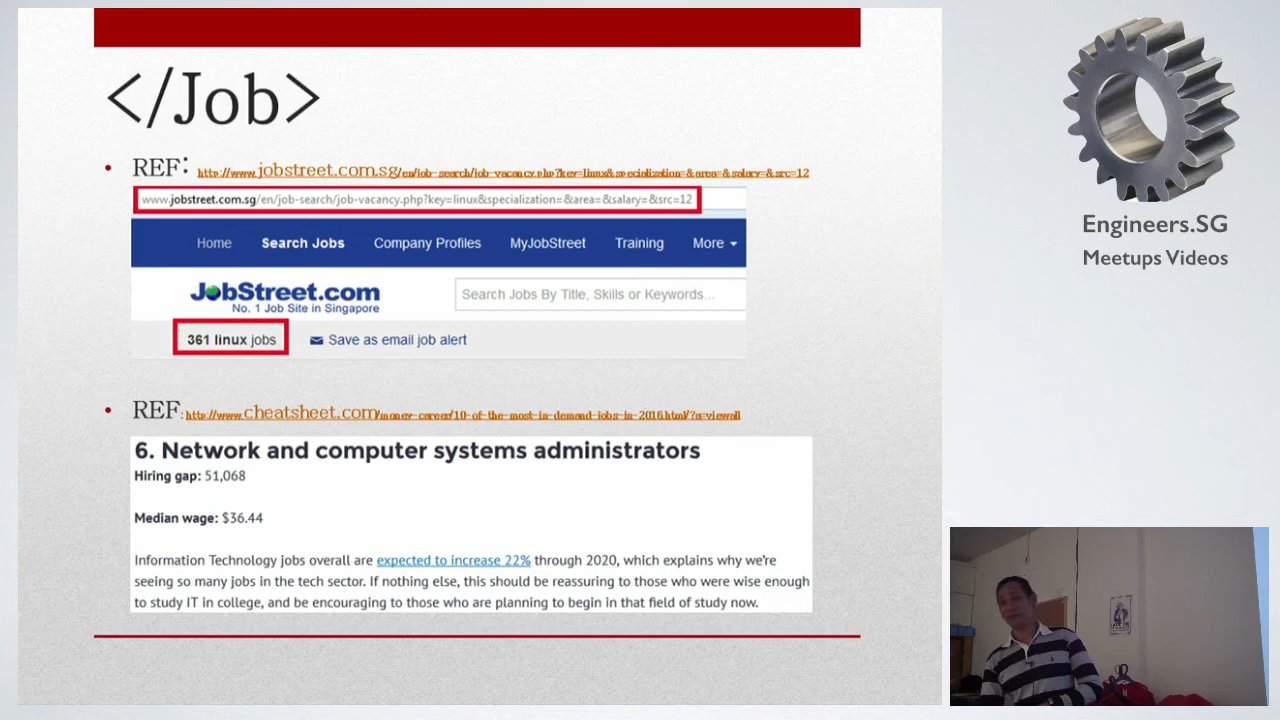 </Job>
• REF: http://www.jobstreet.com.sg/en/job-search/job-vacancy.php?key=linux&specialization=&area=&salary=&src=12
www.jobstreet.com.sg/en/job-search/job-vacancy.php?key=linux&specialization=&area=&salary=&src=12
Home Search Jobs Company Profiles MyJobStreet Training More
JobStreet.com
No. 1 Job Site in Singapore
Search Jobs By Title, Skills or Keywords...
361 linux jobs
Save as email job alert
• REF: http://www.cheatsheet.com/money-career/10-of-the-most-in-demand-jobs-in-2016.html/?a=viewall
6. Network and computer systems administrators
Hiring gap: 51,068
Median wage: $36.44
Information Technology jobs overall are expected to increase 22% through 2020, which explains why we're
seeing so many jobs in the tech sector. If nothing else, this should be reassuring to those who were wise enough
to study IT in college, and be encouraging to those who are planning to begin in that field of study now.
Engineers.SG
Meetups Videos